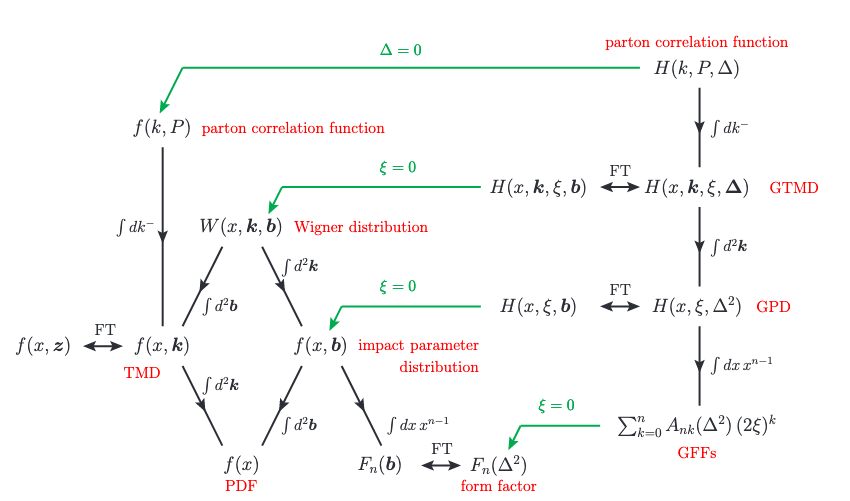 parton correlation function
Δ = 0
H(k, P, Δ)
f(k, P) parton correlation function
∫ dk⁻
ξ = 0
FT
H(x, k, ξ, b) H(x, k, ξ, Δ) GTMD
∫ dk⁻
W(x, k, b) Wigner distribution
∫ d²k
∫ d²k
ξ = 0
FT
∫ d²b
H(x, ξ, b) H(x, ξ, Δ²) GPD
FT
f(x, z) f(x, k) f(x, b) impact parameter
distribution
TMD
∫ dx xⁿ⁻¹
∫ d²k
ξ = 0
∫ d²b
∫ dx xⁿ⁻¹
∑ⁿₖ₌₀ Aₙₖ(Δ²) (2ξ)ᵏ
GFFs
FT
f(x) Fₙ(b) Fₙ(Δ²)
PDF form factor